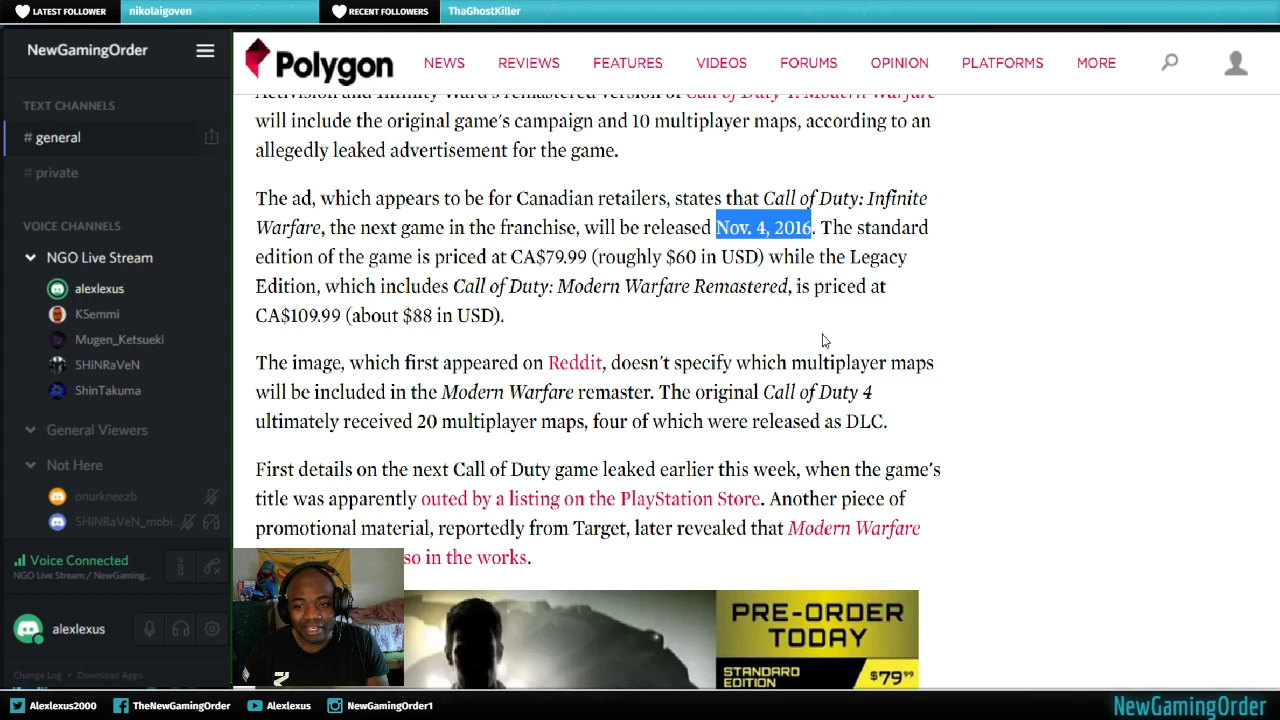 LATEST FOLLOWER
nikolaigoven
RECENT FOLLOWERS
ThaGhostKiller
NewGamingOrder
TEXT CHANNELS
# general
# private
VOICE CHANNELS
NGO Live Stream
alexlexus
KSemmi
Mugen_Ketsueki
SHiNRaVeN
ShinTakuma
General Viewers
Not Here
onurkneezb
SHiNRaVeN_mobi...
Voice Connected
NGO Live Stream / NewGaming...
alexlexus
Change Log • Download Apps
Polygon
NEWS REVIEWS FEATURES VIDEOS FORUMS OPINION PLATFORMS MORE
Activision and Infinity Ward's remastered version of Call of Duty 4: Modern Warfare
will include the original game's campaign and 10 multiplayer maps, according to an
allegedly leaked advertisement for the game.
The ad, which appears to be for Canadian retailers, states that Call of Duty: Infinite
Warfare, the next game in the franchise, will be released Nov. 4, 2016. The standard
edition of the game is priced at CA$79.99 (roughly $60 in USD) while the Legacy
Edition, which includes Call of Duty: Modern Warfare Remastered, is priced at
CA$109.99 (about $88 in USD).
The image, which first appeared on Reddit, doesn't specify which multiplayer maps
will be included in the Modern Warfare remaster. The original Call of Duty 4
ultimately received 20 multiplayer maps, four of which were released as DLC.
First details on the next Call of Duty game leaked earlier this week, when the game's
title was apparently outed by a listing on the PlayStation Store. Another piece of
promotional material, reportedly from Target, later revealed that Modern Warfare
so in the works.
PRE-ORDER
TODAY
STANDARD
EDITION
$79.99
Alexlexus2000
TheNewGamingOrder
Alexlexus
NewGamingOrder1
NewGamingOrder